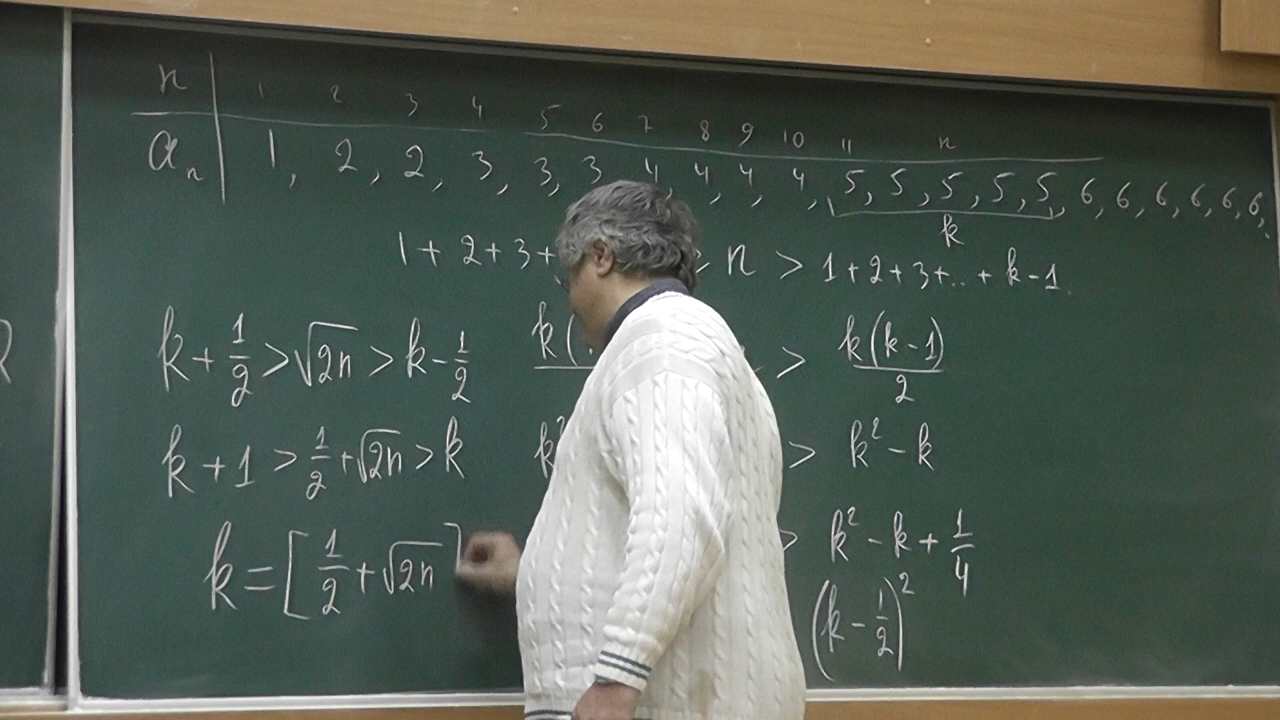 n | 1 2 3 4 5 6 7 8 9 10 11 n
a_n | 1, 2, 2, 3, 3, 3, 4, 4, 4, 4, 5, 5, 5, 5, 5, 6, 6, 6, 6, 6, 6,
k
1+2+3+ n > 1+2+3+..+k-1
k+1/2>√2n>k-1/2 k( > k(k-1)/2
k+1>1/2+√2n>k k² > k²-k
k=[1/2+√2n] > k²-k+1/4
(k-1/2)²